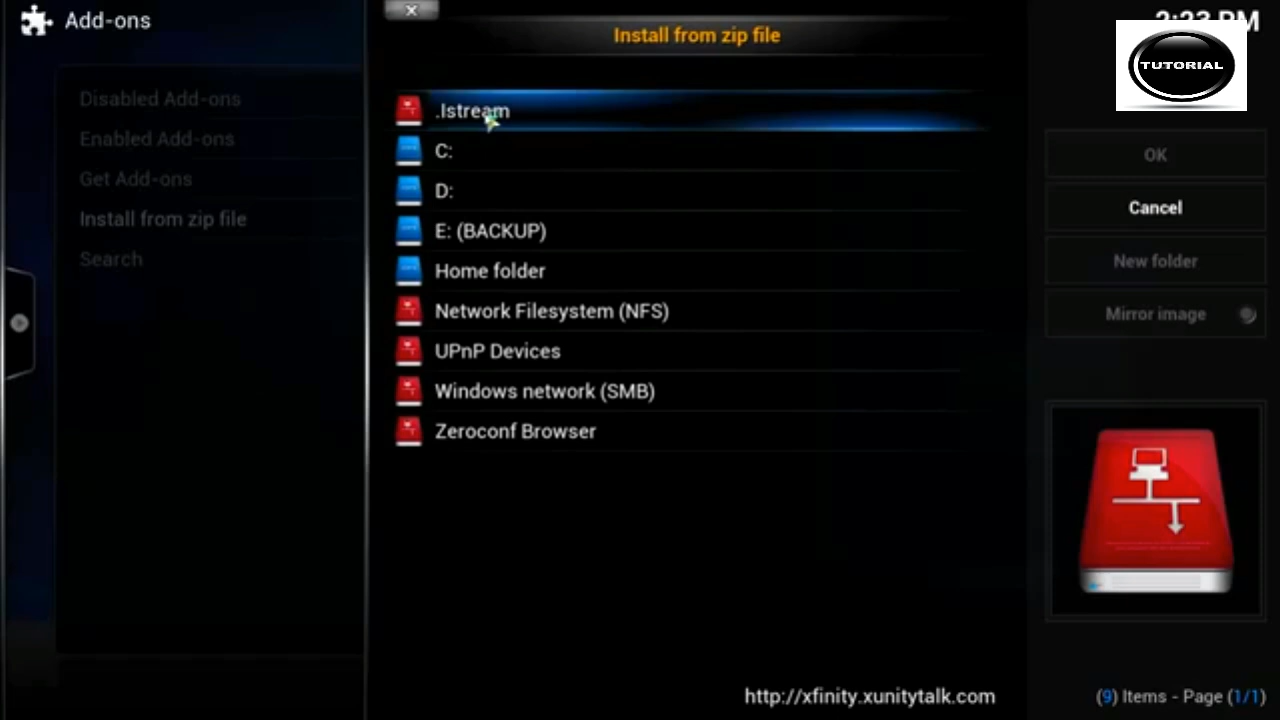 Add-ons
Install from zip file
TUTORIAL
Disabled Add-ons
Enabled Add-ons
Get Add-ons
Install from zip file
Search
.Istream
C:
D:
E: (BACKUP)
Home folder
Network Filesystem (NFS)
UPnP Devices
Windows network (SMB)
Zeroconf Browser
OK
Cancel
New folder
Mirror image
http://xfinity.xunitytalk.com
(9) Items - Page (1/1)